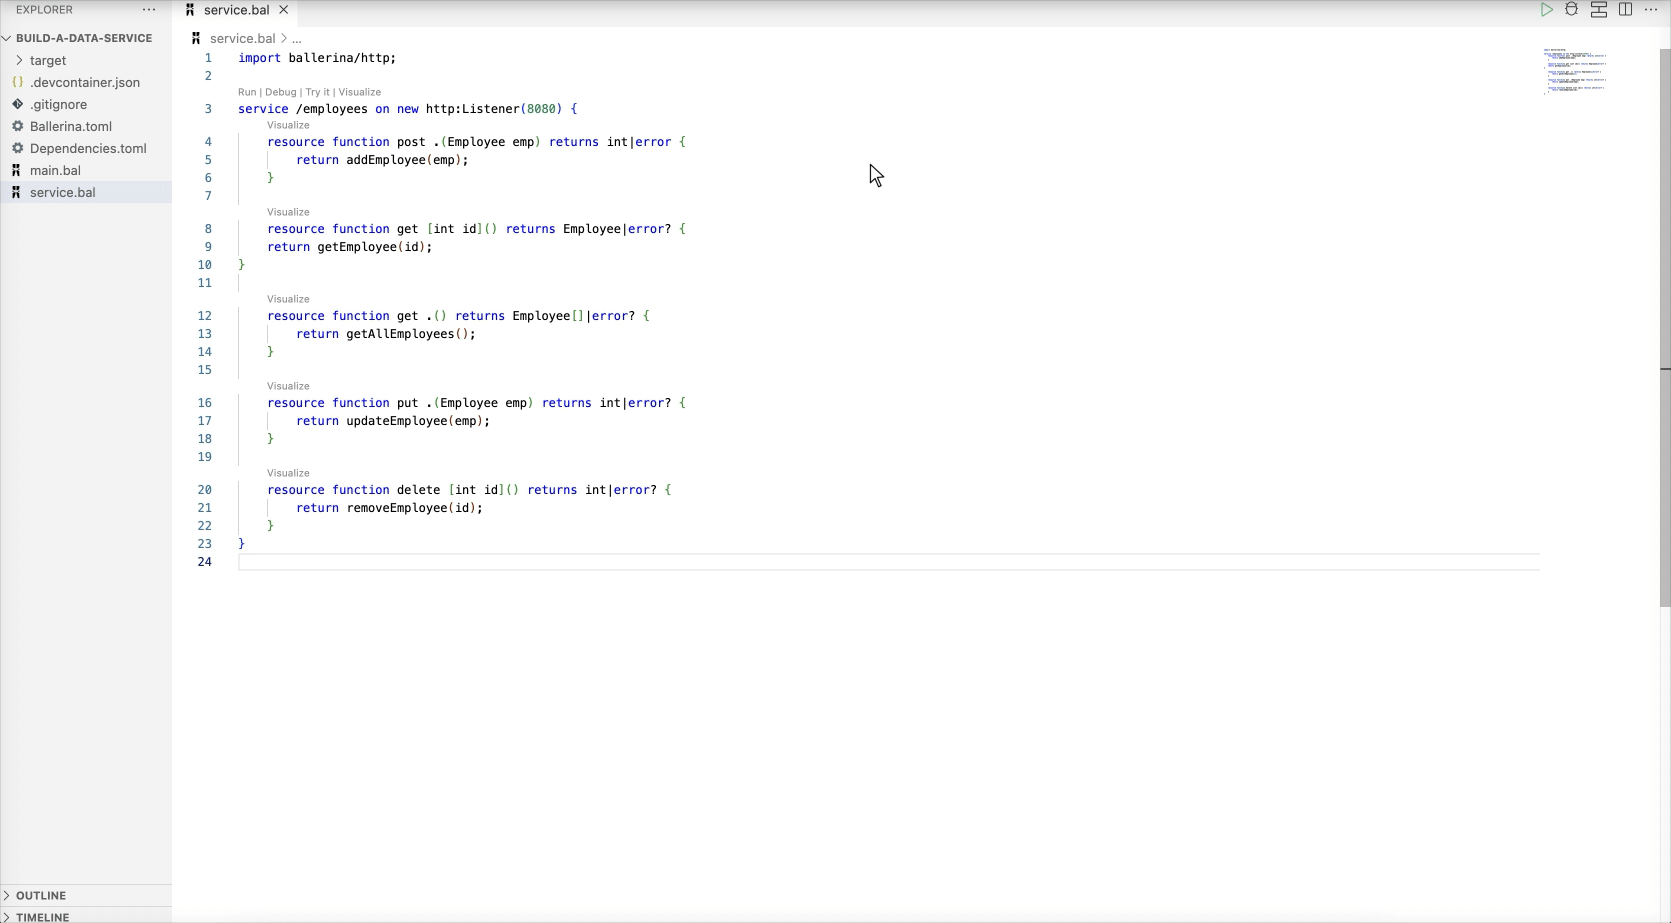 EXPLORER ···
BUILD-A-DATA-SERVICE
target
{} .devcontainer.json
.gitignore
Ballerina.toml
Dependencies.toml
main.bal
service.bal
OUTLINE
TIMELINE
service.bal ×
service.bal > ...
1 import ballerina/http;
2
Run | Debug | Try it | Visualize
3 service /employees on new http:Listener(8080) {
Visualize
4     resource function post .(Employee emp) returns int|error {
5         return addEmployee(emp);
6     }
7
Visualize
8     resource function get [int id]() returns Employee|error? {
9     return getEmployee(id);
10 }
11
Visualize
12     resource function get .() returns Employee[]|error? {
13         return getAllEmployees();
14     }
15
Visualize
16     resource function put .(Employee emp) returns int|error? {
17         return updateEmployee(emp);
18     }
19
Visualize
20     resource function delete [int id]() returns int|error? {
21         return removeEmployee(id);
22     }
23 }
24